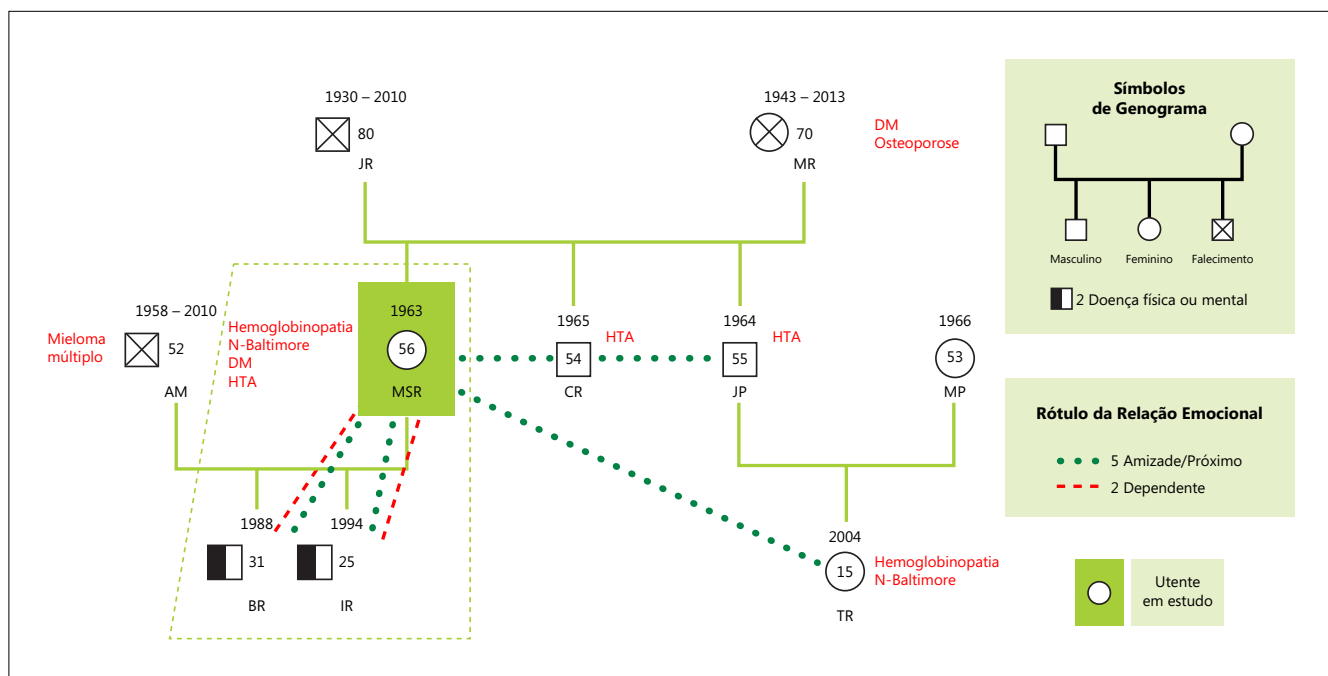 1930 – 2010
80
JR
1943 – 2013
70
MR
DM
Osteoporose
1958 – 2010
Mieloma
múltiplo
52
AM
Hemoglobinopatia
N-Baltimore
DM
HTA
1963
56
MSR
1965
HTA
54
CR
1964
HTA
55
JP
1966
53
MP
1988
31
BR
1994
25
IR
2004
15
Hemoglobinopatia
N-Baltimore
TR
Símbolos
de Genograma
Masculino
Feminino
Falecimento
2 Doença física ou mental
Rótulo da Relação Emocional
5 Amizade/Próximo
2 Dependente
Utente
em estudo